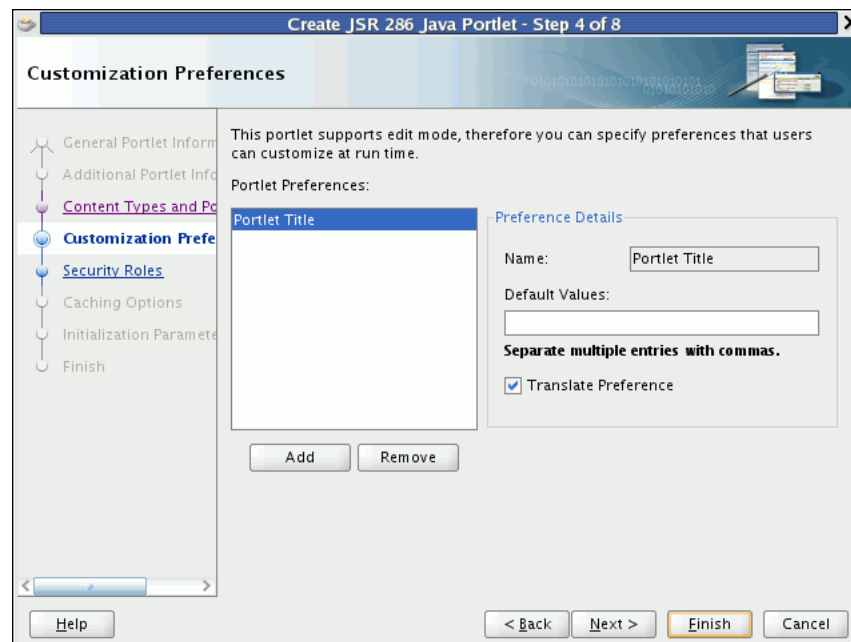 Create JSR 286 Java Portlet - Step 4 of 8
Customization Preferences
General Portlet Inform
Additional Portlet Info
Content Types and Po
Customization Prefe
Security Roles
Caching Options
Initialization Paramete
Finish
This portlet supports edit mode, therefore you can specify preferences that users
can customize at run time.
Portlet Preferences:
Portlet Title
Add
Remove
Preference Details
Name:
Portlet Title
Default Values:
Separate multiple entries with commas.
Translate Preference
Help
< Back
Next >
Finish
Cancel